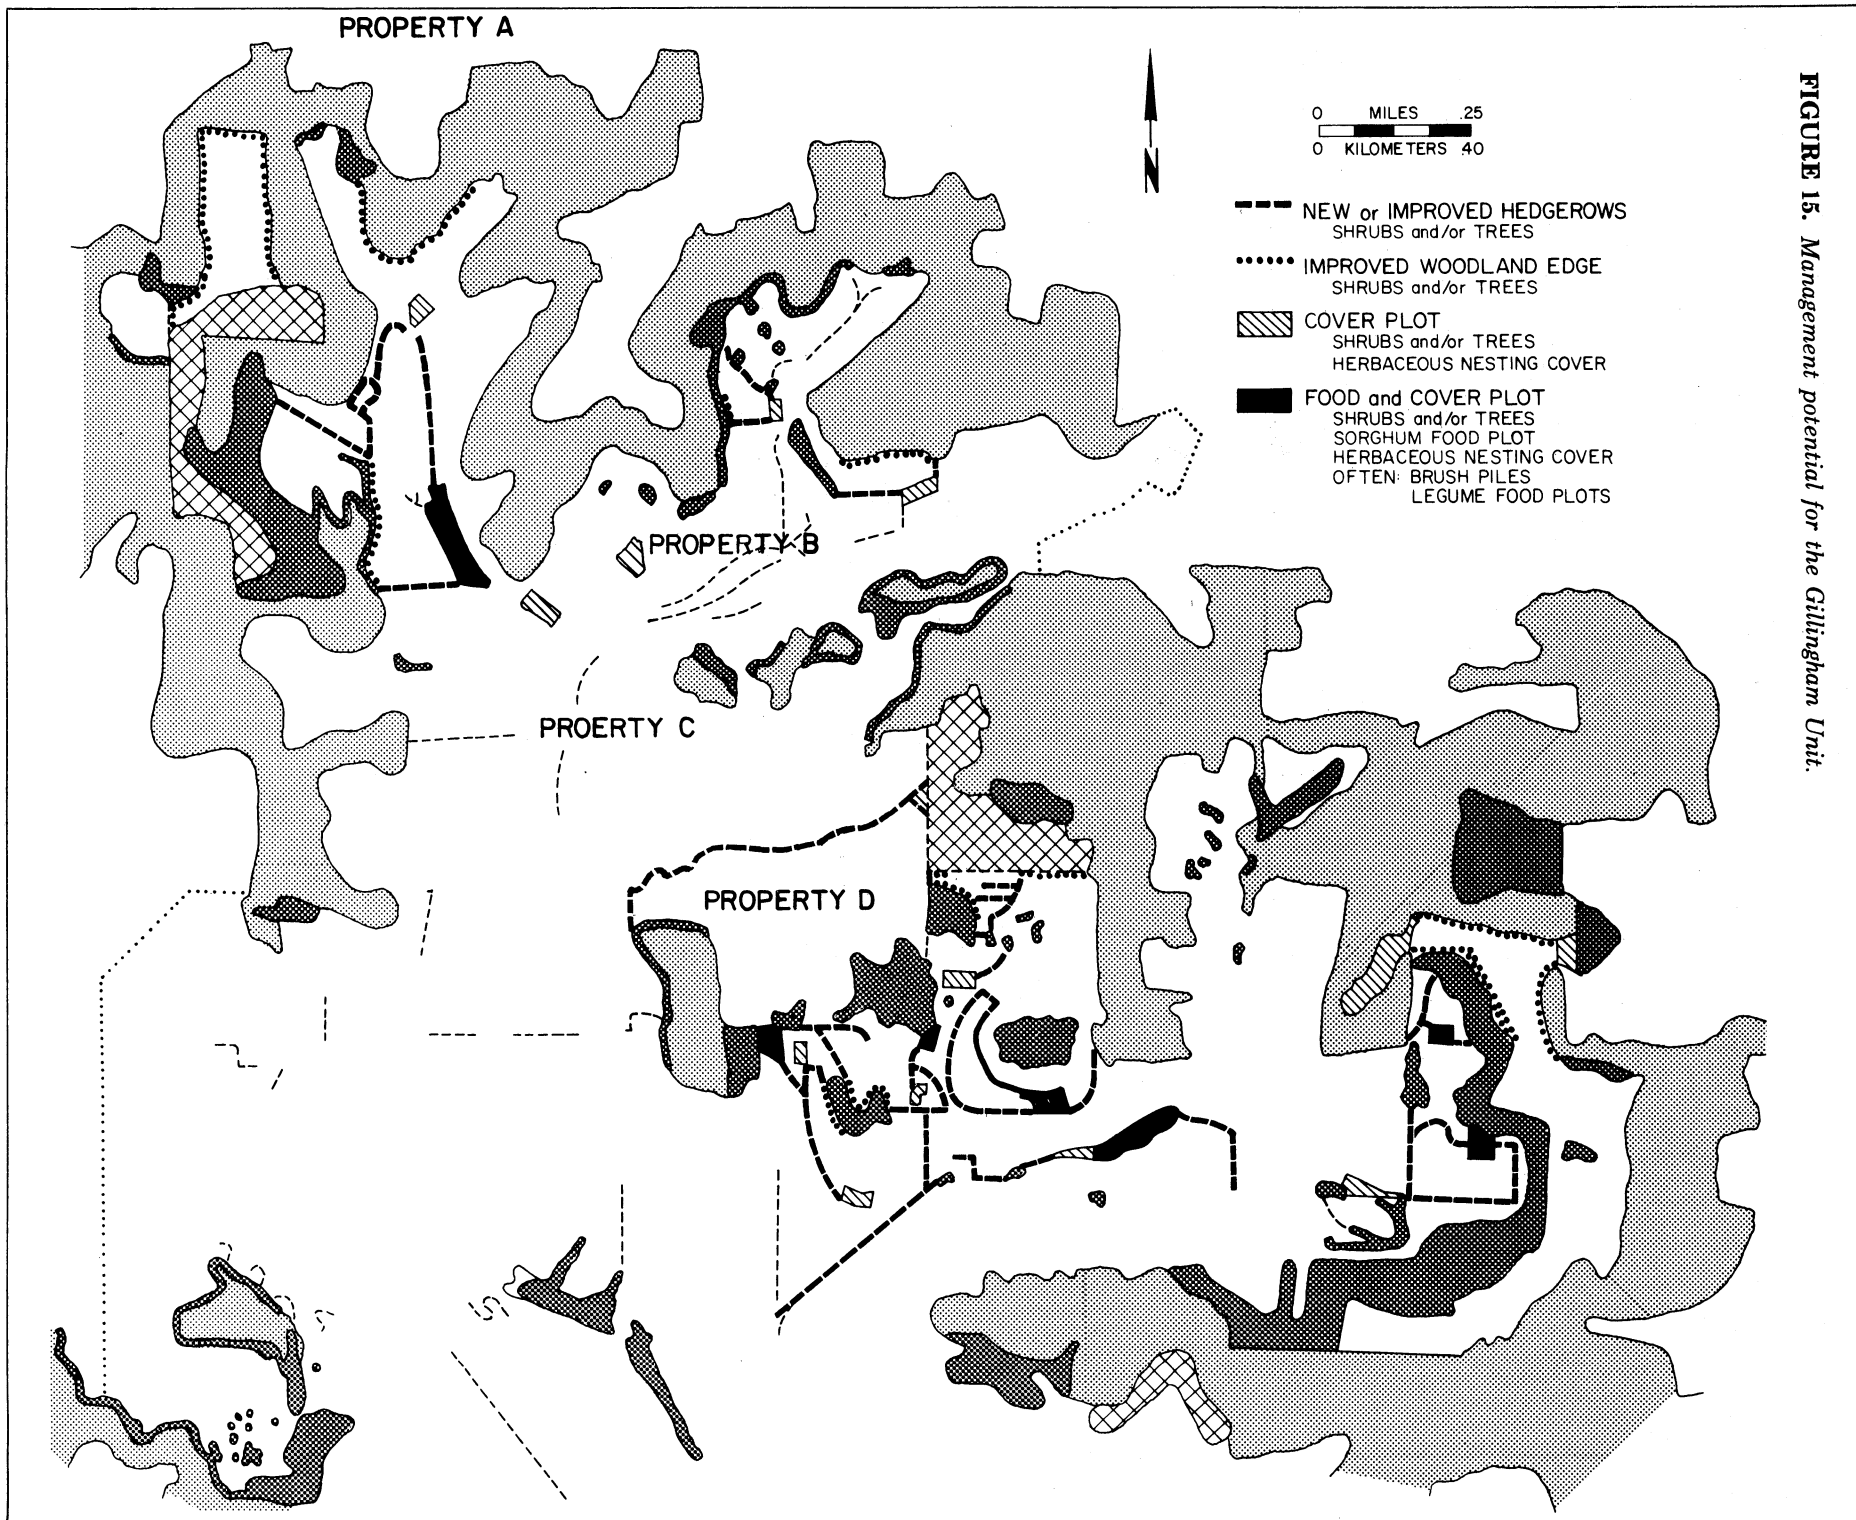 PROPERTY A
0 MILES .25
0 KILOMETERS .40
N
NEW or IMPROVED HEDGEROWS
SHRUBS and/or TREES
IMPROVED WOODLAND EDGE
SHRUBS and/or TREES
COVER PLOT
SHRUBS and/or TREES
HERBACEOUS NESTING COVER
FOOD and COVER PLOT
SHRUBS and/or TREES
SORGHUM FOOD PLOT
HERBACEOUS NESTING COVER
OFTEN: BRUSH PILES
LEGUME FOOD PLOTS
PROPERTY B
PROERTY C
PROPERTY D
FIGURE 15. Management potential for the Gillingham Unit.